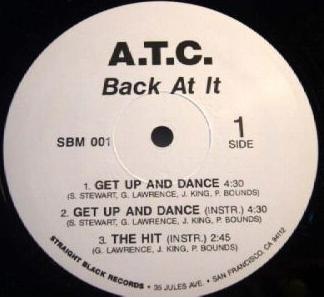 A.T.C.
Back At It
SBM 001
1
SIDE
1. GET UP AND DANCE 4:30
(S. STEWART, G. LAWRENCE, J. KING, P. BOUNDS)
2. GET UP AND DANCE (INSTR.) 4:30
(S. STEWART, G. LAWRENCE, J. KING, P. BOUNDS)
3. THE HIT (INSTR.) 2:45
(G. LAWRENCE, J. KING, P. BOUNDS)
STRAIGHT BLACK RECORDS • 35 JULES AVE. • SAN FRANCISCO, CA 94112